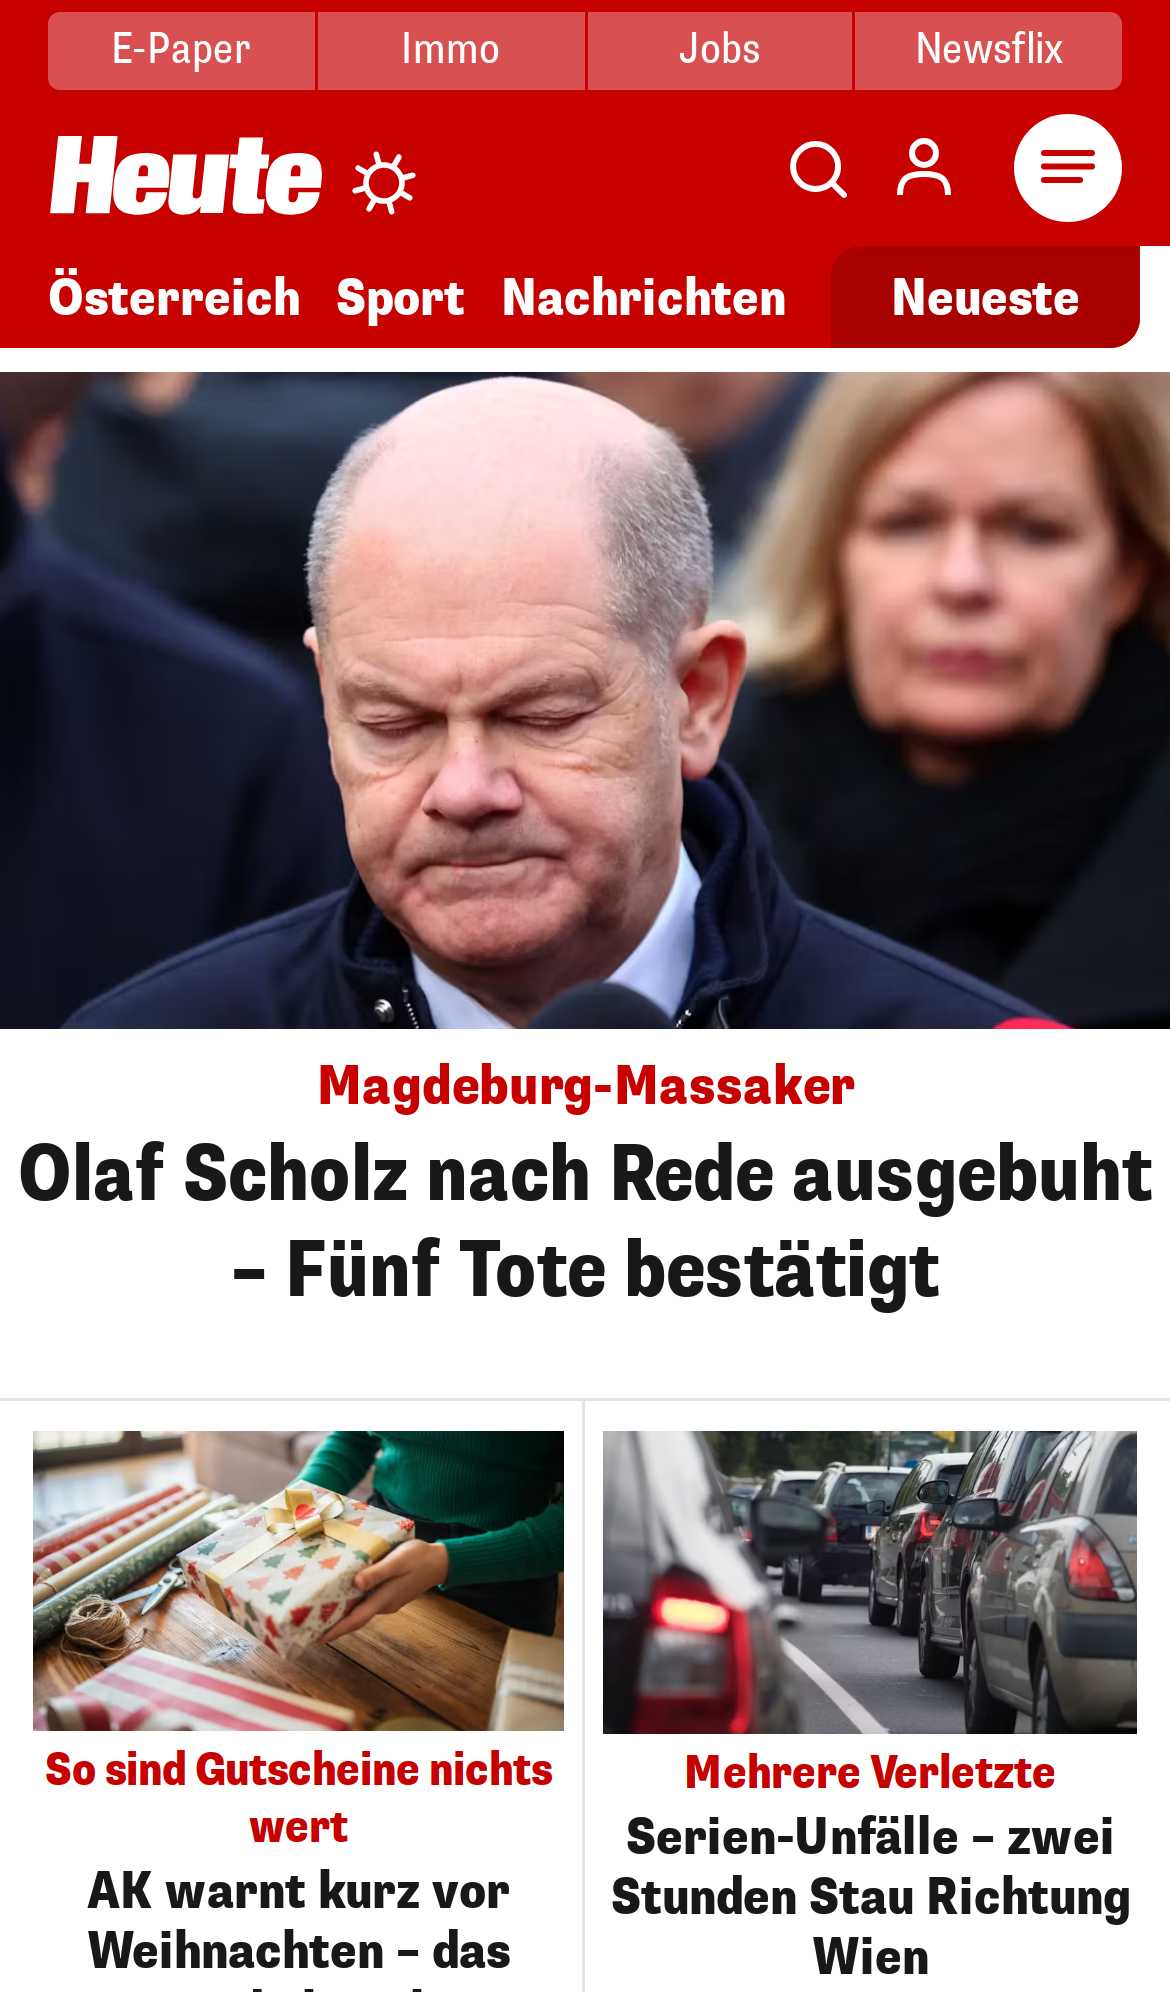 E-Paper Immo Jobs Newsflix
Heute
Österreich Sport Nachrichten Neueste
Magdeburg-Massaker
Olaf Scholz nach Rede ausgebuht
– Fünf Tote bestätigt
So sind Gutscheine nichts
wert
AK warnt kurz vor
Weihnachten – das
Mehrere Verletzte
Serien-Unfälle – zwei
Stunden Stau Richtung
Wien